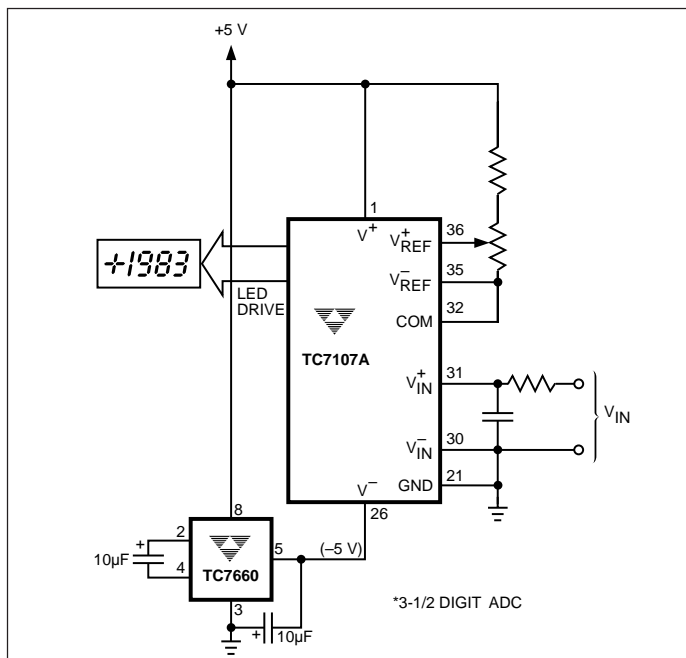 +5 V
1
V+
36
V+REF
35
V−REF
32
COM
+1983
LED
DRIVE
TC7107A
31
V+IN
VIN
30
V−IN
21
GND
V−
26
8
2
+
10µF
4
TC7660
5
(–5 V)
3
+
10µF
*3-1/2 DIGIT ADC